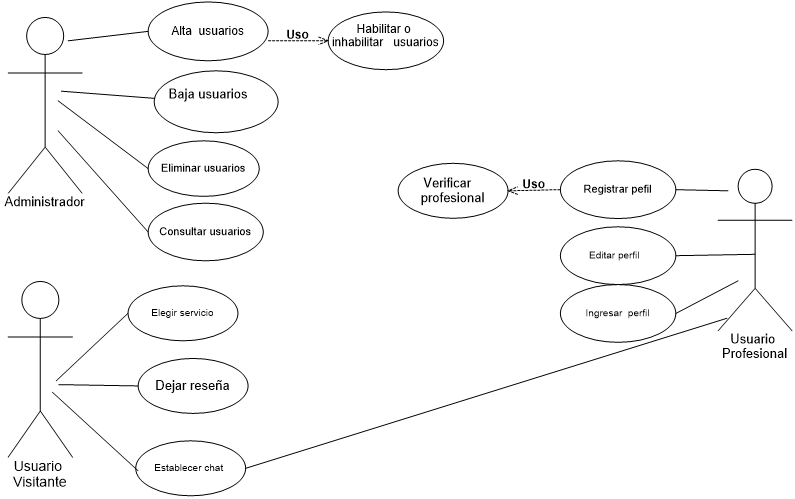 Alta usuarios
Uso
Habilitar o
inhabilitar usuarios
Baja usuarios
Eliminar usuarios
Administrador
Consultar usuarios
Verificar
profesional
Uso
Registrar pefil
Editar perfil
Ingresar perfil
Usuario
Profesional
Elegir servicio
Dejar reseña
Establecer chat
Usuario
Visitante